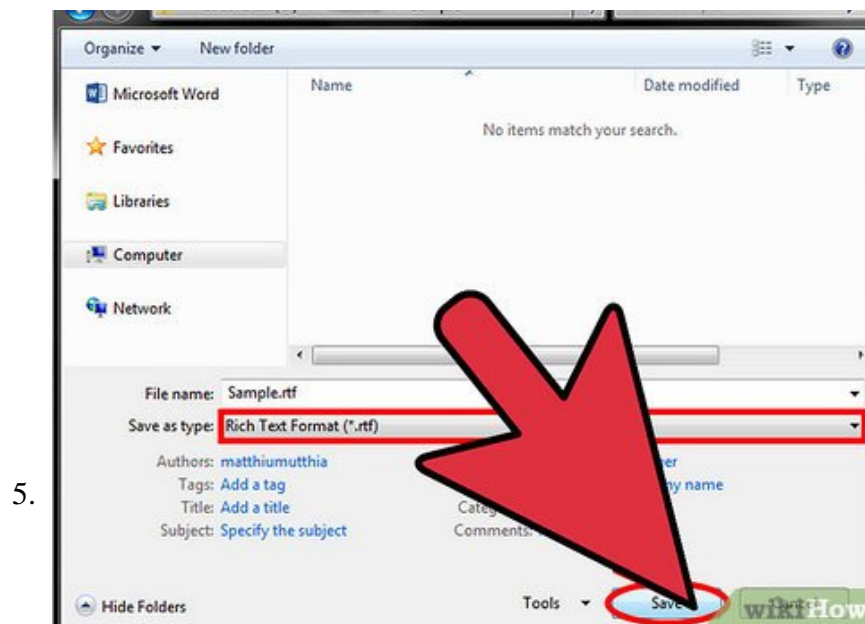 Organize New folder
Name Date modified Type
Microsoft Word
No items match your search.
Favorites
Libraries
Computer
Network
File name: Sample.rtf
Save as type: Rich Text Format (*.rtf)
Authors: matthiumutthia
Tags: Add a tag my name
Title: Add a title
Subject: Specify the subject Comments:
5.
Hide Folders Tools Save
wikiHow